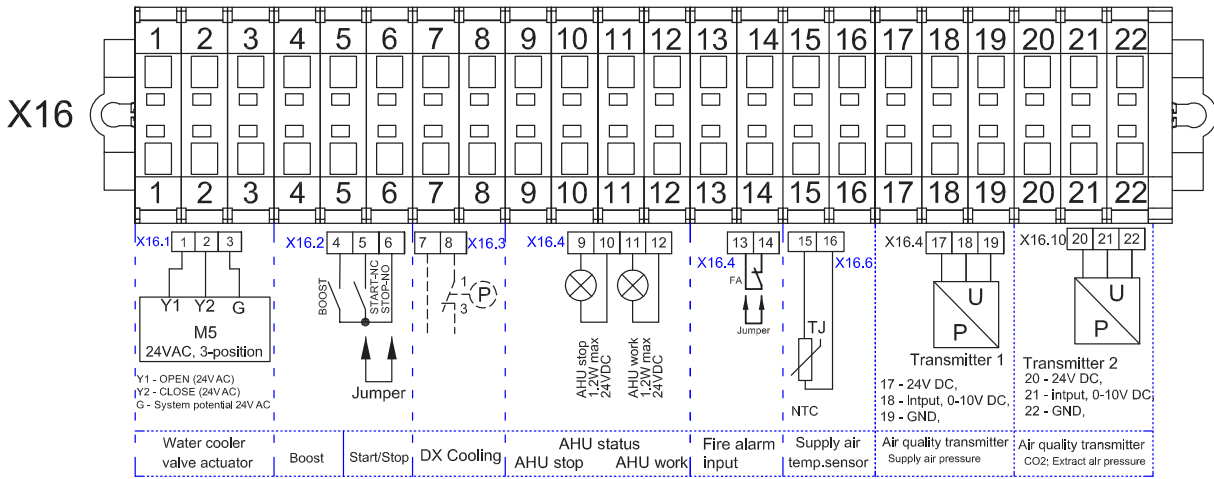 1 2 3 4 5 6 7 8 9 10 11 12 13 14 15 16 17 18 19 20 21 22
X16
1 2 3 4 5 6 7 8 9 10 11 12 13 14 15 16 17 18 19 20 21 22
X16.1 1 2 3
Y1 Y2 G
M5
24VAC, 3-position
Y1 - OPEN (24VAC)
Y2 - CLOSE (24VAC)
G - System potential 24VAC
Water cooler
valve actuator
X16.2 4 5 6
BOOST
START-NC
STOP-NO
Jumper
Boost
Start/Stop
7 8 X16.3
1
P
3
DX Cooling
X16.4 9 10 11 12
AHU stop
1,2W max
24VDC
AHU work
1,2W max
24VDC
AHU status
AHU stop AHU work
13 14
X16.4
FA
Jumper
Fire alarm
input
15 16
X16.6
TJ
NTC
Supply air
temp.sensor
X16.4 17 18 19
U
P
Transmitter 1
17 - 24V DC,
18 - Intput, 0-10V DC,
19 - GND,
Air quality transmitter
Supply air pressure
X16.10 20 21 22
U
P
Transmitter 2
20 - 24V DC,
21 - intput, 0-10V DC
22 - GND,
Air quality transmitter
CO2; Extract air pressure